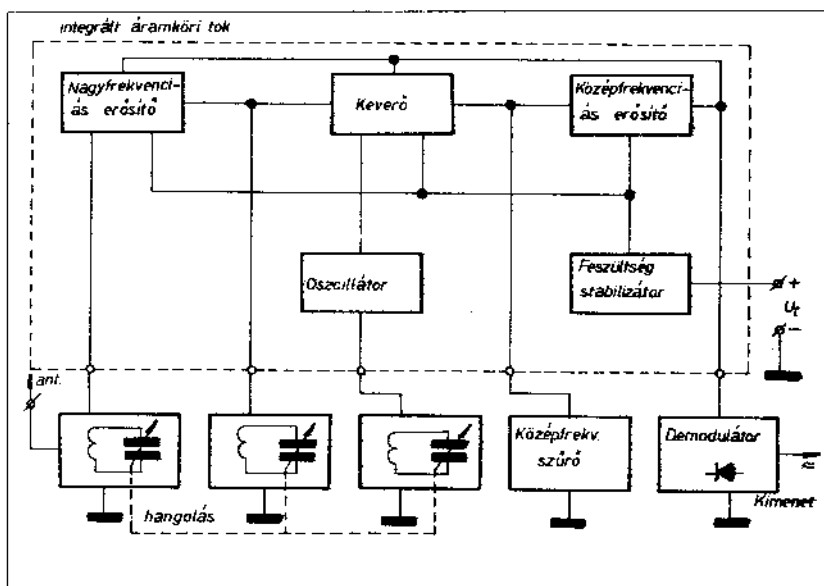 integrált áramköri tok
Nagyfrekvenci-
ás erősítő
Keverő
Középfrekvenci-
ás erősítő
Oszcillátor
Feszültség
stabilizátor
+
Ut
-
ant.
Középfrekv.
szűrő
Demodulátor
hangolás
Kimenet